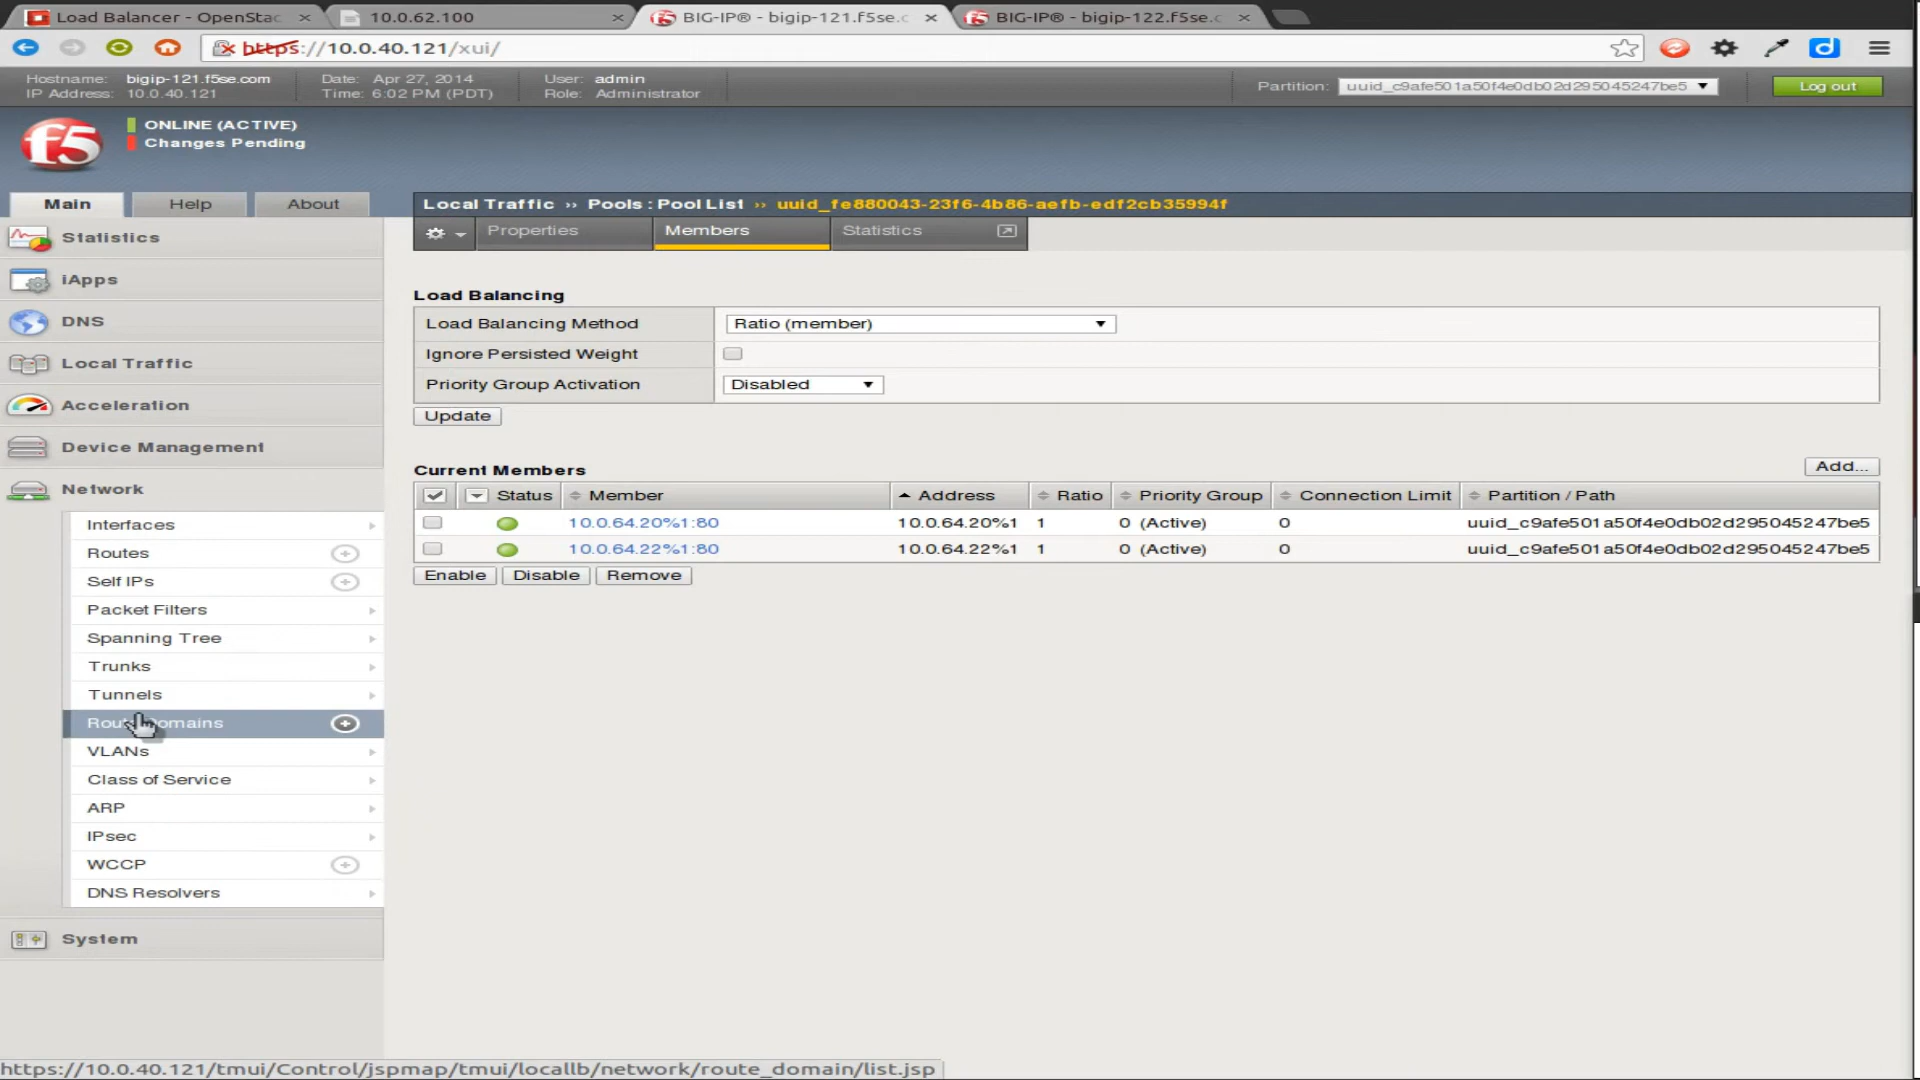 Load Balancer - OpenStac
10.0.62.100
BIG-IP® - bigip-121.f5se.c
BIG-IP® - bigip-122.f5se.c
https://10.0.40.121/xui/
Hostname: bigip-121.f5se.com
IP Address: 10.0.40.121
Date: Apr 27, 2014
Time: 6:02 PM (PDT)
User: admin
Role: Administrator
Partition: uuid_c9afe501a50f4e0db02d295045247be5
Log out
f5
ONLINE (ACTIVE)
Changes Pending
Main Help About
Local Traffic ›› Pools : Pool List ›› uuid_fe880043-23f6-4b86-aefb-edf2cb35994f
Properties Members Statistics
Statistics
iApps
DNS
Local Traffic
Acceleration
Device Management
Network
Interfaces
Routes
Self IPs
Packet Filters
Spanning Tree
Trunks
Tunnels
VLANs
Class of Service
ARP
IPsec
WCCP
DNS Resolvers
System
Load Balancing
Load Balancing Method Ratio (member)
Ignore Persisted Weight
Priority Group Activation Disabled
Update
Current Members
Add...
Status Member Address Ratio Priority Group Connection Limit Partition / Path
10.0.64.20%1:80 10.0.64.20%1 1 0 (Active) 0 uuid_c9afe501a50f4e0db02d295045247be5
10.0.64.22%1:80 10.0.64.22%1 1 0 (Active) 0 uuid_c9afe501a50f4e0db02d295045247be5
Enable Disable Remove
https://10.0.40.121/tmui/Control/jspmap/tmui/locallb/network/route_domain/list.jsp